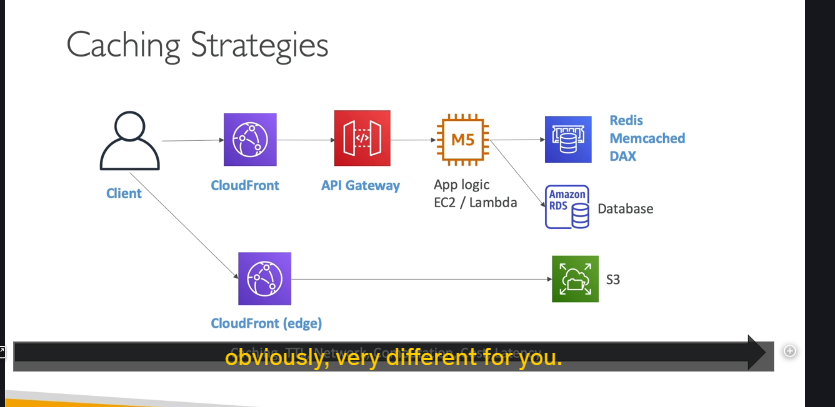 Caching Strategies
Redis
Memcached
DAX
M5
Client
CloudFront
API Gateway
App logic
EC2 / Lambda
Amazon
RDS
Database
S3
CloudFront (edge)
Caching, TTL, Network, Computation, Cost, Latency
obviously, very different for you.